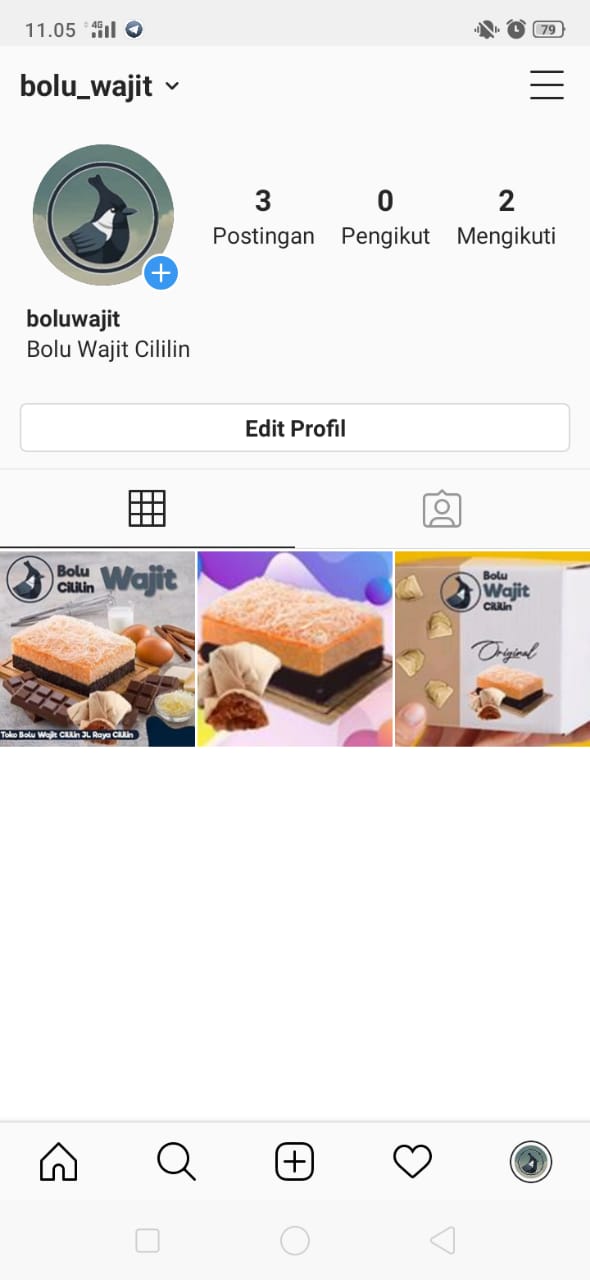 11.05 4G 79
bolu_wajit
3 0 2
Postingan Pengikut Mengikuti
boluwajit
Bolu Wajit Cililin
Edit Profil
Bolu
Cililin Wajit
Toko Bolu Wajit Cililin JL Raya Cililin
Bolu
Wajit
Cililin
Original